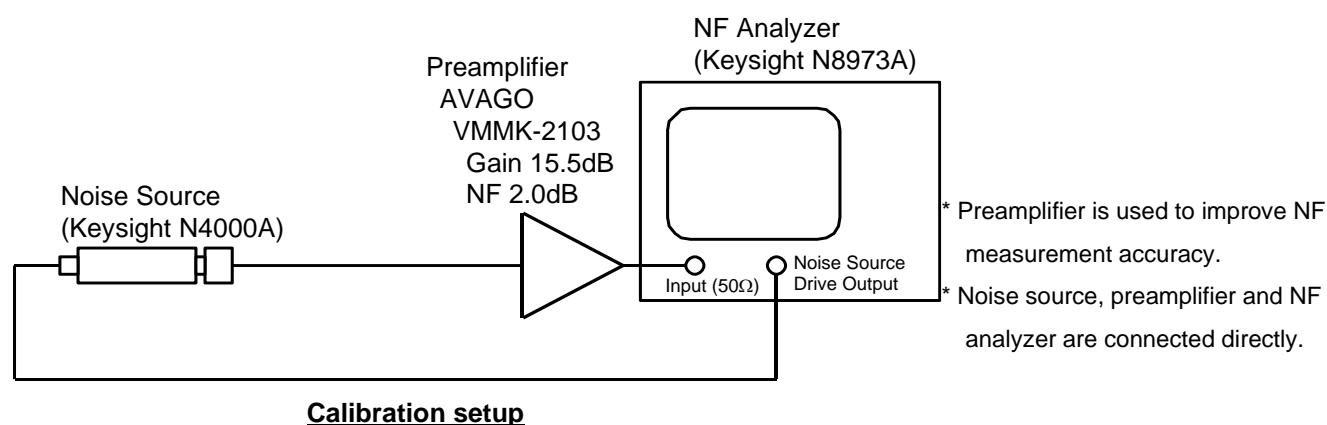 NF Analyzer
(Keysight N8973A)
Preamplifier
AVAGO
VMMK-2103
Gain 15.5dB
NF 2.0dB
Noise Source
(Keysight N4000A)
Input (50Ω)
Noise Source
Drive Output
* Preamplifier is used to improve NF
measurement accuracy.
* Noise source, preamplifier and NF
analyzer are connected directly.
Calibration setup